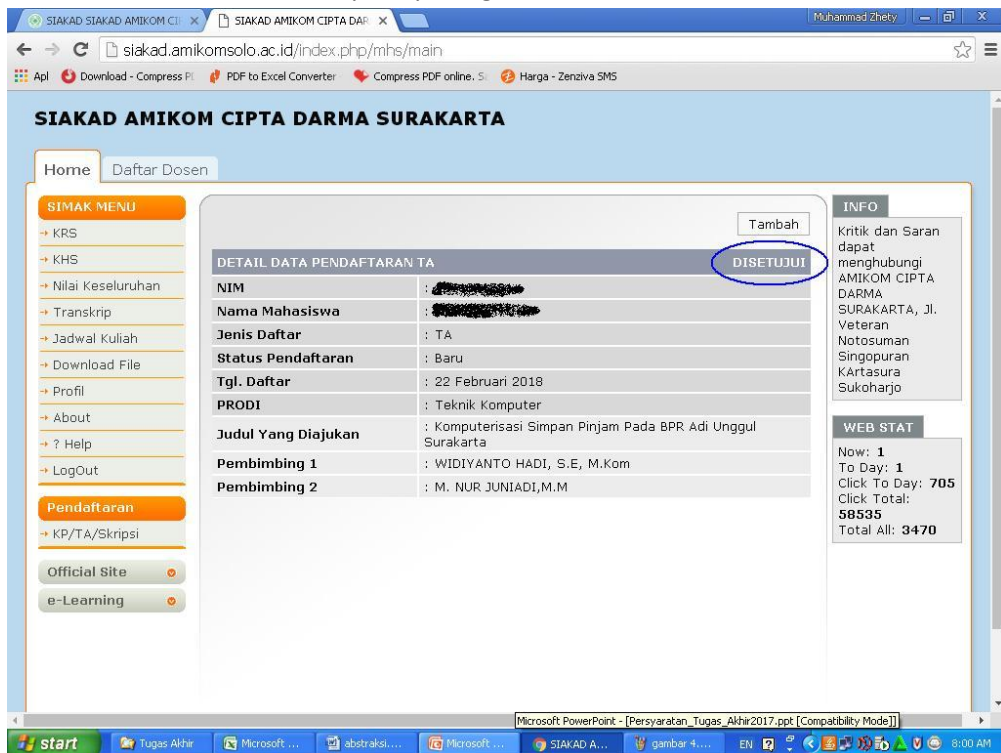 SIAKAD SIAKAD AMIKOM CI
SIAKAD AMIKOM CIPTA DAR
Muhammad Zhety
siakad.amikomsolo.ac.id/index.php/mhs/main
Apl
Download - Compress P
PDF to Excel Converter
Compress PDF online. S
Harga - Zenziva SMS
SIAKAD AMIKOM CIPTA DARMA SURAKARTA
Home
Daftar Dosen
SIMAK MENU
KRS
KHS
Nilai Keseluruhan
Transkrip
Jadwal Kuliah
Download File
Profil
About
? Help
LogOut
Pendaftaran
KP/TA/Skripsi
Official Site
e-Learning
Tambah
DETAIL DATA PENDAFTARAN TA DISETUJUI
NIM :
Nama Mahasiswa :
Jenis Daftar : TA
Status Pendaftaran : Baru
Tgl. Daftar : 22 Februari 2018
PRODI : Teknik Komputer
Judul Yang Diajukan : Komputerisasi Simpan Pinjam Pada BPR Adi Unggul
Surakarta
Pembimbing 1 : WIDIYANTO HADI, S.E, M.Kom
Pembimbing 2 : M. NUR JUNIADI,M.M
INFO
Kritik dan Saran
dapat
menghubungi
AMIKOM CIPTA
DARMA
SURAKARTA, Jl.
Veteran
Notosuman
Singopuran
KArtasura
Sukoharjo
WEB STAT
Now: 1
To Day: 1
Click To Day: 705
Click Total:
58535
Total All: 3470
Microsoft PowerPoint - [Persyaratan_Tugas_Akhir2017.ppt [Compatibility Mode]]
start
Tugas Akhir
Microsoft ...
abstraksi....
Microsoft ...
SIAKAD A...
gambar 4....
EN
8:00 AM